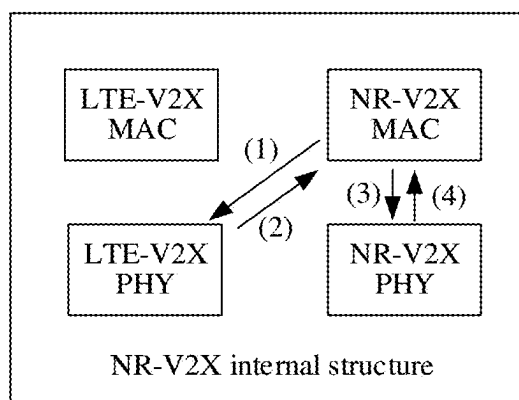 LTE-V2X NR-V2X
MAC MAC
(1)
(3) (4)
(2)
LTE-V2X NR-V2X
PHY PHY
NR-V2X internal structure